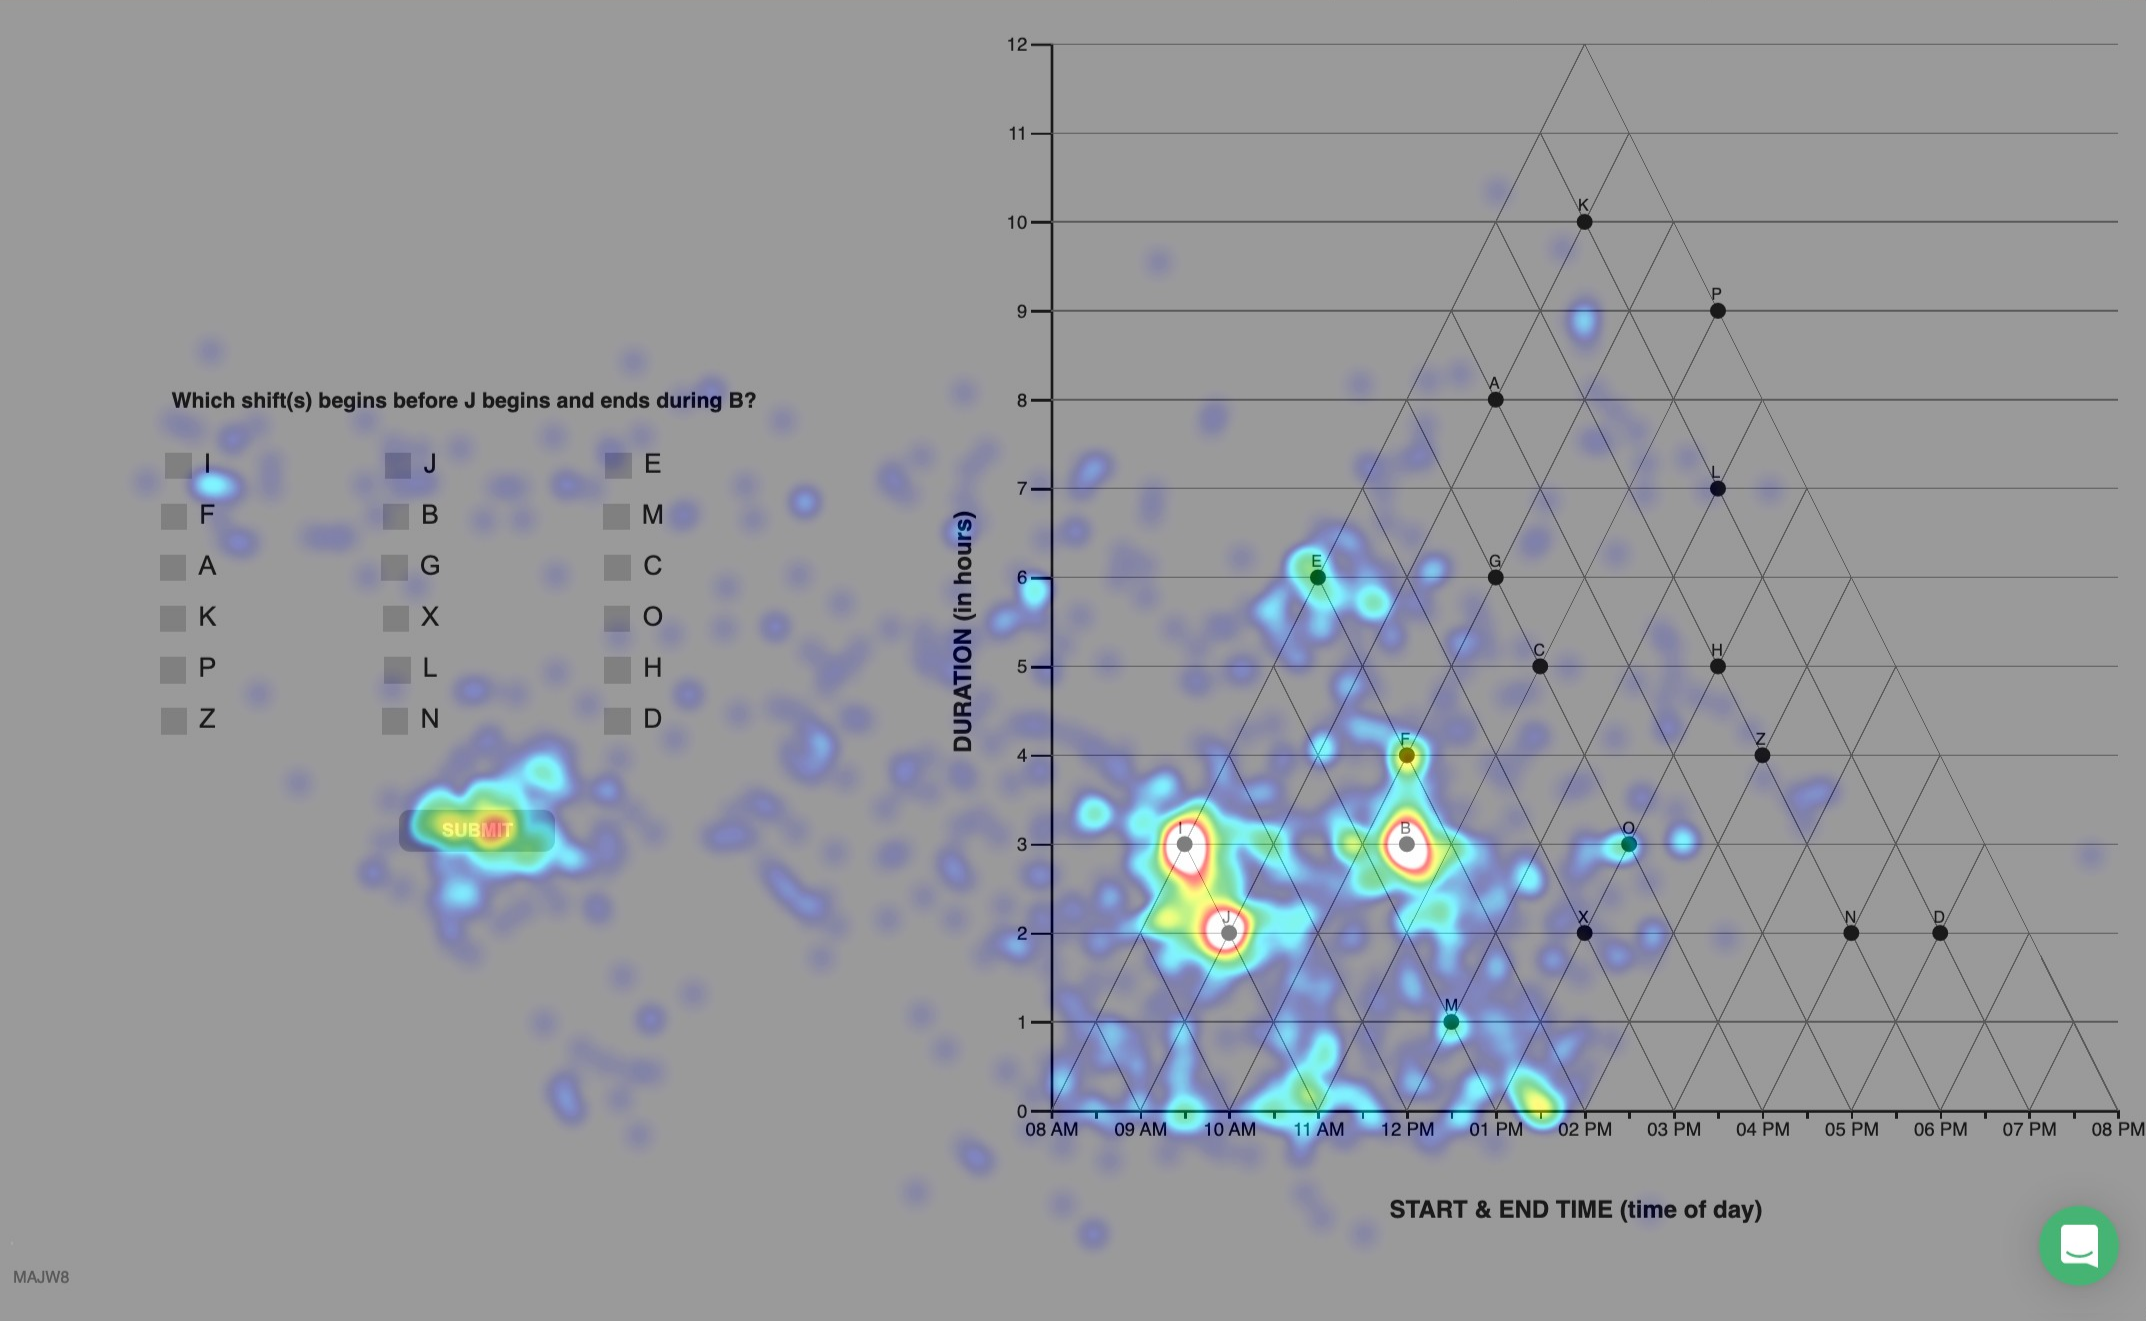 Which shift(s) begins before J begins and ends during B?
I J E
F B M
A G C
K X O
P L H
Z N D
SUBMIT
DURATION (in hours)
12
11
10
9
8
7
6
5
4
3
2
1
0
K
P
A
L
E
G
C
H
F
Z
I
B
O
J
X
N
D
M
08 AM 09 AM 10 AM 11 AM 12 PM 01 PM 02 PM 03 PM 04 PM 05 PM 06 PM 07 PM 08 PM
START & END TIME (time of day)
MAJW8